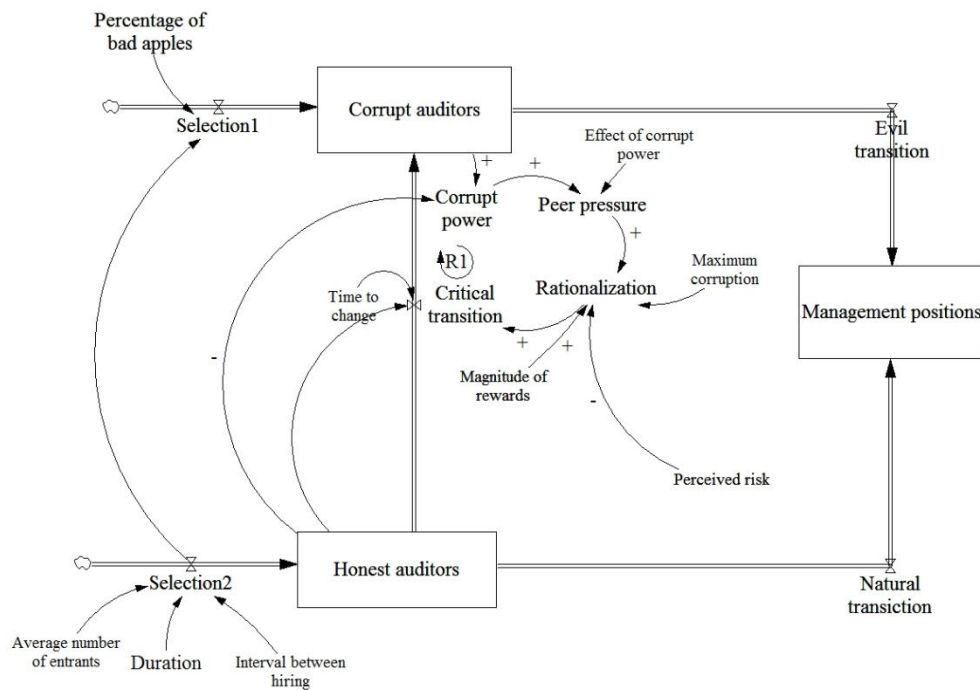 Percentage of
bad apples
Selection1
Corrupt auditors
Evil
transition
Effect of corrupt
power
+
+
Corrupt
power
Peer pressure
+
R1
Time to
change
Critical
transition
Rationalization
Maximum
corruption
Management positions
-
+
+
Magnitude of
rewards
-
Perceived risk
Selection2
Honest auditors
Natural
transiction
Average number
of entrants
Duration
Interval between
hiring